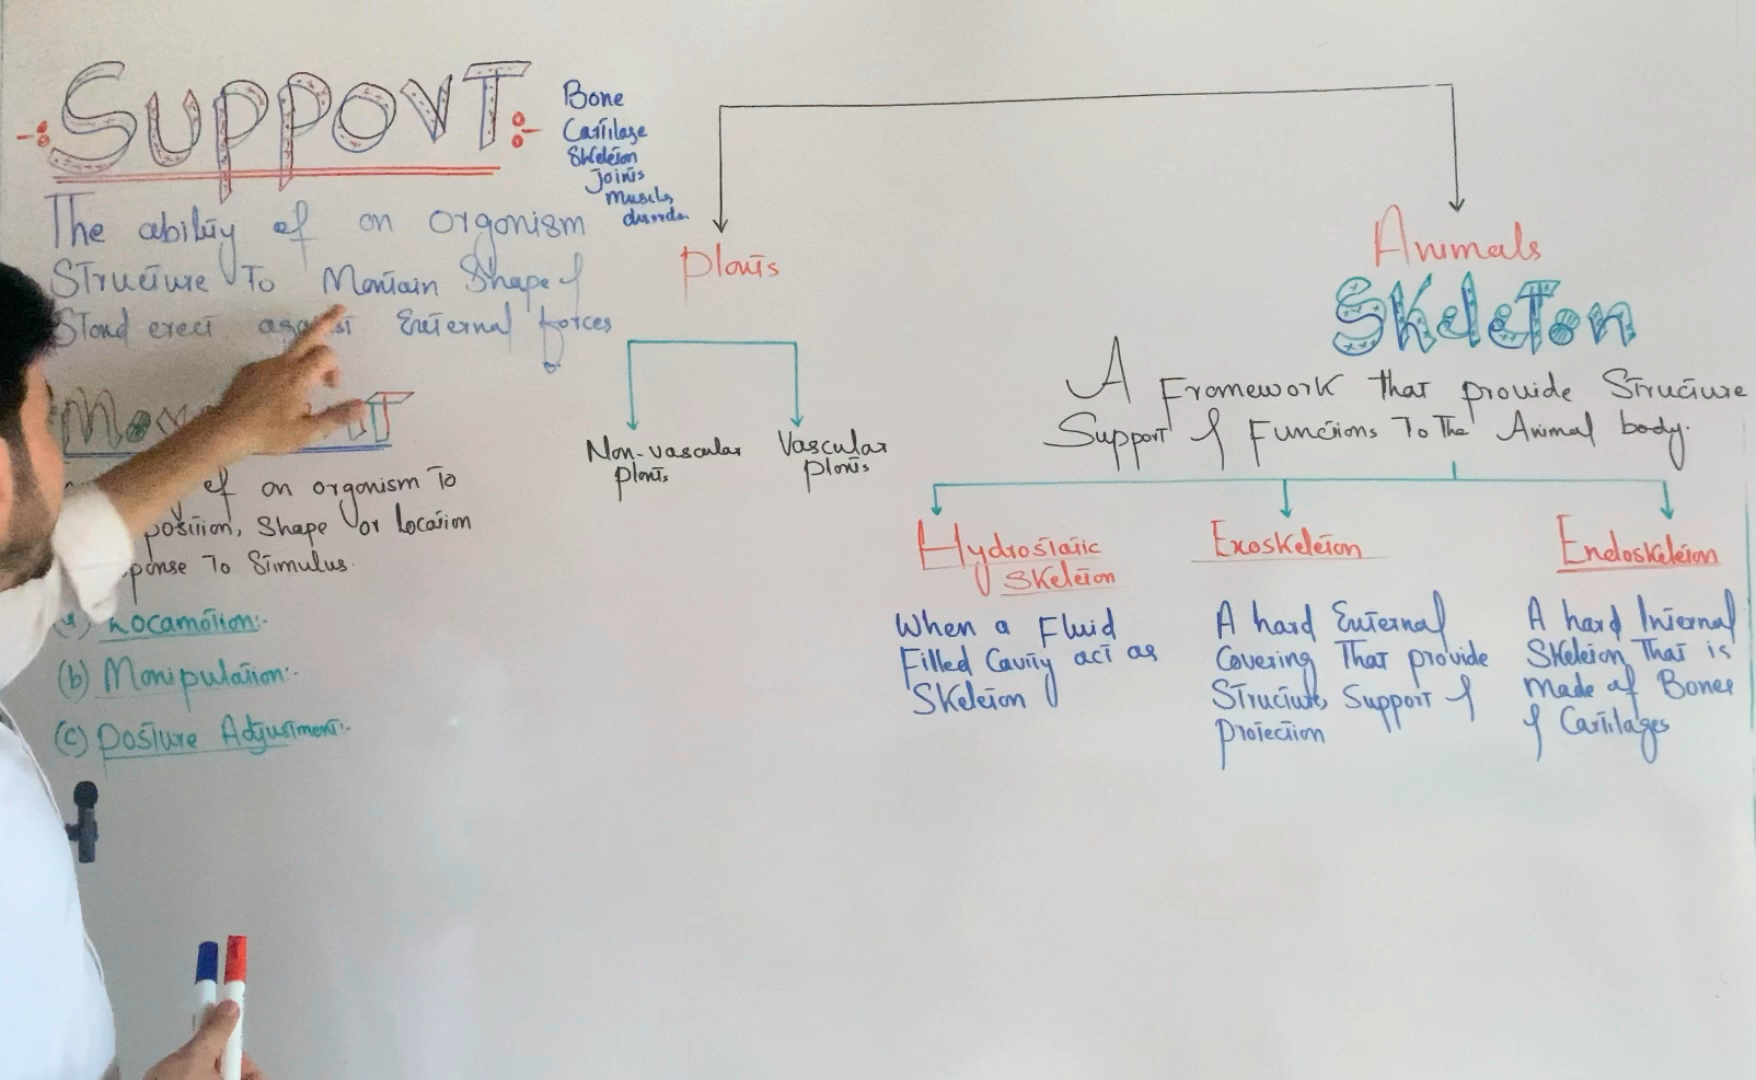 -:Support:-
Bone
Cartilage
Skeleton
Joints
Muscles
disorder
The ability of an organism
Structure To Mantain Shape &
Stand erect against External forces
of an organism To
position, Shape or Location
To Stimulus.
(a) Locamotion:-
(b) Manipulation:-
(c) Posture Adjustment:-
Plants
Non-vascular
plants
Vascular
plants
Animals
Skeleton
A Framework that provide Structure
Support & Functions To The Animal body.
Hydrostatic
Skeleton
When a Fluid
Filled Cavity act as
Skeleton
Exoskeleton
A hard External
Covering That provide
Structure, Support &
protection
Endoskeleton
A hard Internal
Skeleton That is
made of Bones
& Cartilages